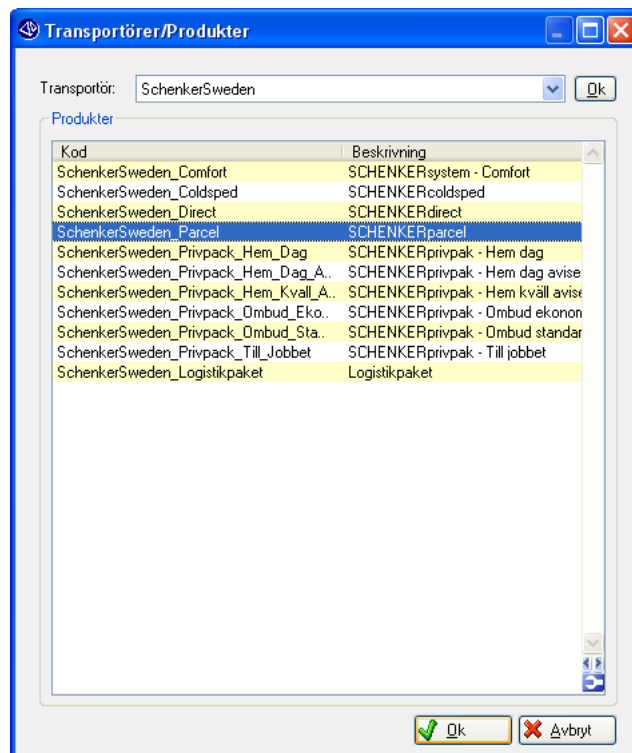 Transportörer/Produkter
Transportör: SchenkerSweden Ok
Produkter
Kod Beskrivning
SchenkerSweden_Comfort SCHENKERsystem - Comfort
SchenkerSweden_Coldsped SCHENKERcoldsped
SchenkerSweden_Direct SCHENKERdirect
SchenkerSweden_Parcel SCHENKERparcel
SchenkerSweden_Privpack_Hem_Dag SCHENKERprivpak - Hem dag
SchenkerSweden_Privpack_Hem_Dag_A.. SCHENKERprivpak - Hem dag avise
SchenkerSweden_Privpack_Hem_Kvall_A.. SCHENKERprivpak - Hem kväll avise
SchenkerSweden_Privpack_Ombud_Eko.. SCHENKERprivpak - Ombud ekonon
SchenkerSweden_Privpack_Ombud_Sta.. SCHENKERprivpak - Ombud standar
SchenkerSweden_Privpack_Till_Jobbet SCHENKERprivpak - Till jobbet
SchenkerSweden_Logistikpaket Logistikpaket
Ok Avbryt